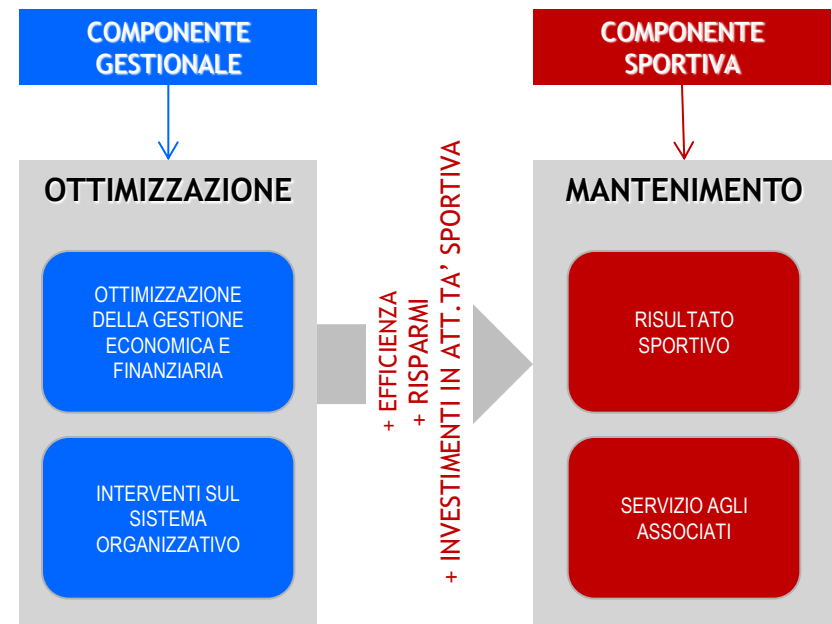 COMPONENTE
GESTIONALE
OTTIMIZZAZIONE
OTTIMIZZAZIONE
DELLA GESTIONE
ECONOMICA E
FINANZIARIA
INTERVENTI SUL
SISTEMA
ORGANIZZATIVO
+ EFFICIENZA
+ RISPARMI
+ INVESTIMENTI IN ATT.TA’ SPORTIVA
COMPONENTE
SPORTIVA
MANTENIMENTO
RISULTATO
SPORTIVO
SERVIZIO AGLI
ASSOCIATI